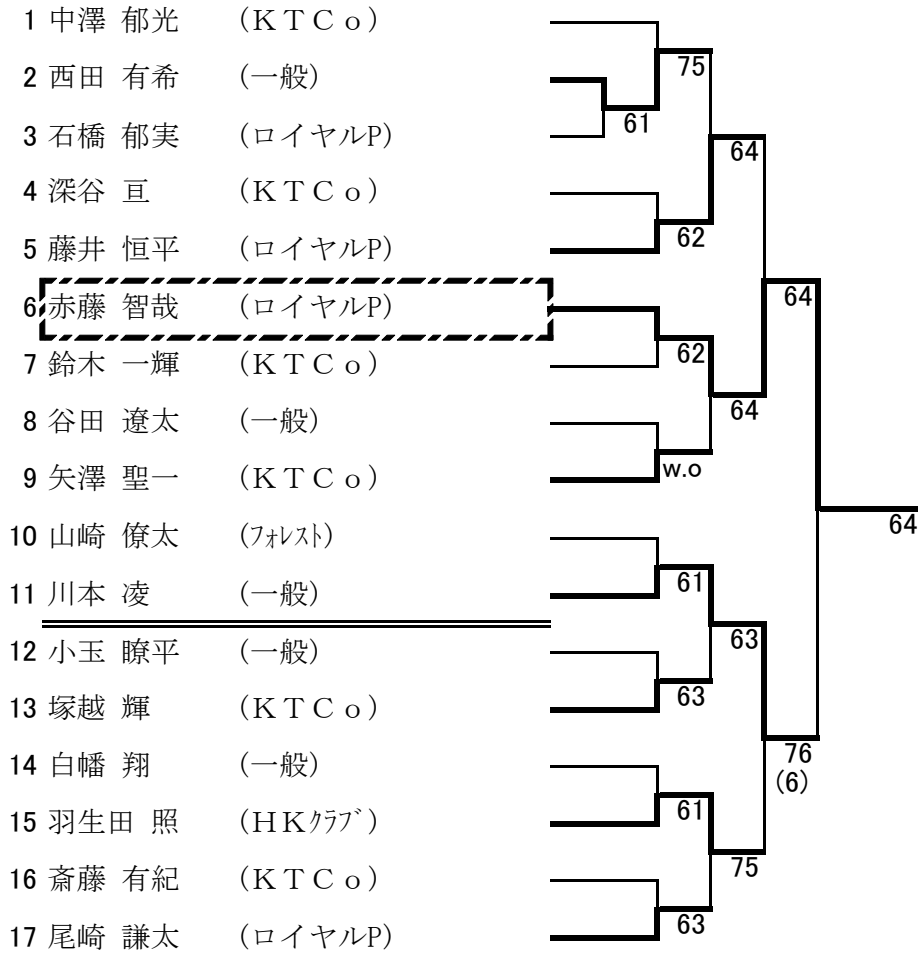 1 中澤 郁光 (ＫＴＣｏ)
2 西田 有希 (一般)
3 石橋 郁実 (ロイヤルP)
4 深谷 亘 (ＫＴＣｏ)
5 藤井 恒平 (ロイヤルP)
6 赤藤 智哉 (ロイヤルP)
7 鈴木 一輝 (ＫＴＣｏ)
8 谷田 遼太 (一般)
9 矢澤 聖一 (ＫＴＣｏ)
10 山崎 僚太 (ﾌｫﾚｽﾄ)
11 川本 凌 (一般)
12 小玉 瞭平 (一般)
13 塚越 輝 (ＫＴＣｏ)
14 白幡 翔 (一般)
15 羽生田 照 (ＨＫｸﾗﾌﾞ)
16 斎藤 有紀 (ＫＴＣｏ)
17 尾崎 謙太 (ロイヤルP)
61
75
62
62
w.o
61
63
61
63
64
64
63
75
64
76
(6)
64